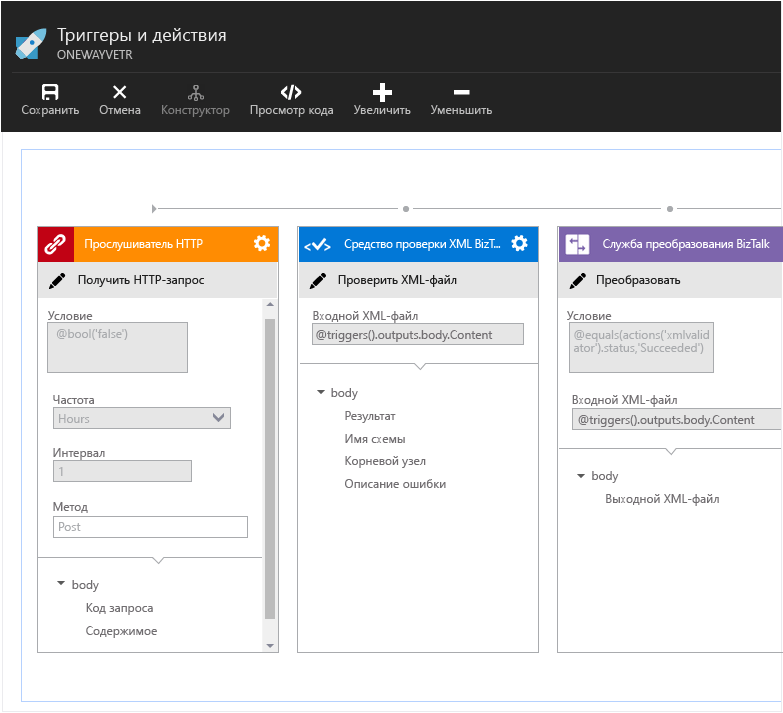 Триггеры и действия
ONEWAYVETR
Сохранить
Отмена
Конструктор
Просмотр кода
Увеличить
Уменьшить
Прослушиватель HTTP
Получить HTTP-запрос
Условие
@bool('false')
Частота
Hours
Интервал
1
Метод
Post
body
Код запроса
Содержимое
Средство проверки XML BizT...
Проверить XML-файл
Входной XML-файл
@triggers().outputs.body.Content
body
Результат
Имя схемы
Корневой узел
Описание ошибки
Служба преобразования BizTalk
Преобразовать
Условие
@equals(actions('xmlvalid
ator').status,'Succeeded')
Входной XML-файл
@triggers().outputs.body.Content
body
Выходной XML-файл